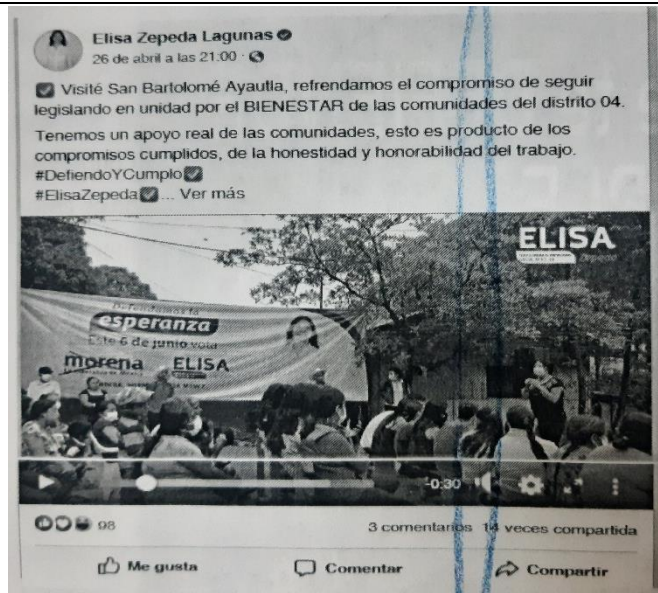 Elisa Zepeda Lagunas
26 de abril a las 21:00 ·
Visité San Bartolomé Ayautla, refrendamos el compromiso de seguir
legislando en unidad por el BIENESTAR de las comunidades del distrito 04.
Tenemos un apoyo real de las comunidades, esto es producto de los
compromisos cumplidos, de la honestidad y honorabilidad del trabajo.
#DefiendoYCumplo
#ElisaZepeda ... Ver más
ELISA
Defendamos la
esperanza
Este 6 de junio vota
morena ELISA
-0:30
98
3 comentarios 14 veces compartida
Me gusta Comentar Compartir